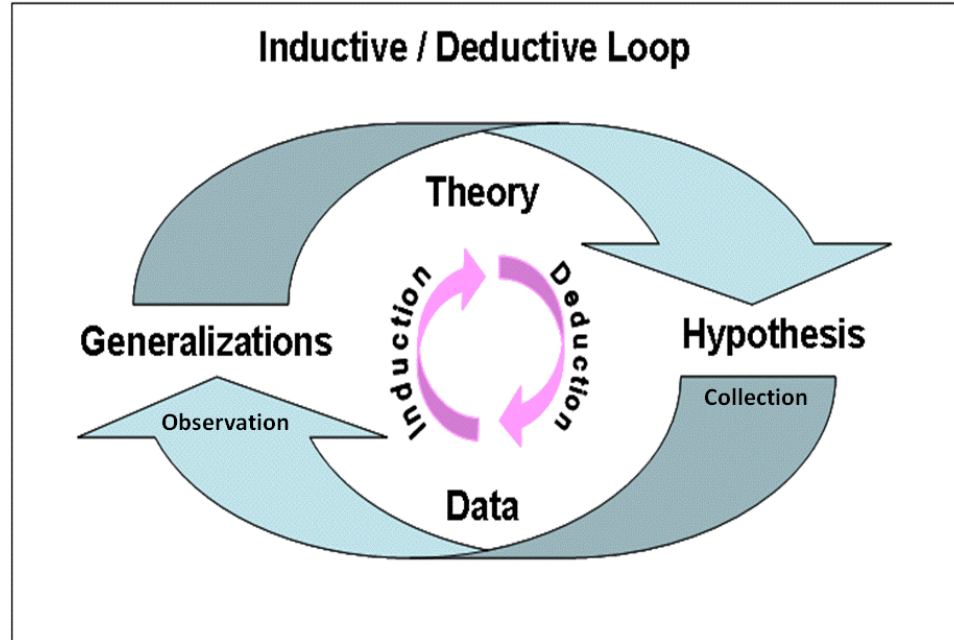 Inductive / Deductive Loop
Theory
Induction
Deduction
Generalizations
Hypothesis
Observation
Collection
Data